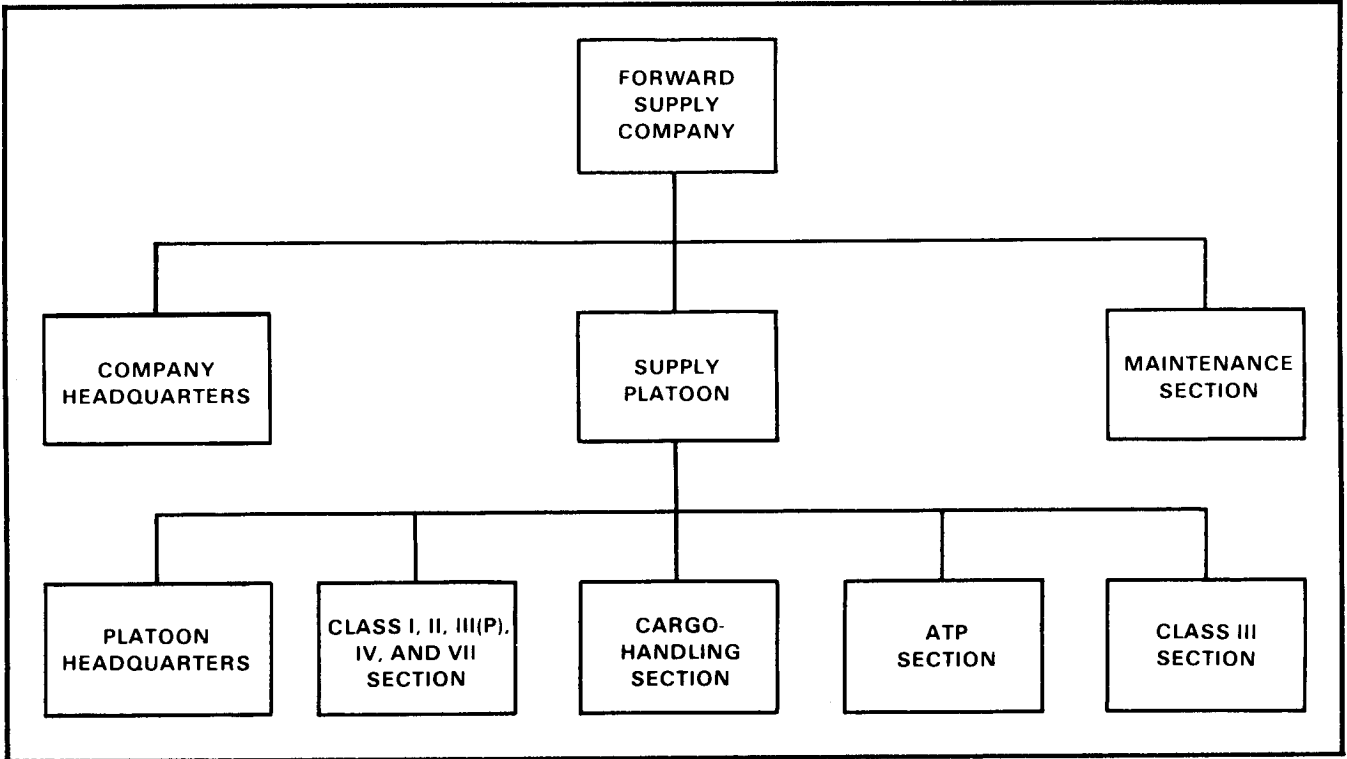 FORWARD
SUPPLY
COMPANY
COMPANY
HEADQUARTERS
SUPPLY
PLATOON
MAINTENANCE
SECTION
PLATOON
HEADQUARTERS
CLASS I, II, III(P),
IV, AND VII
SECTION
CARGO-
HANDLING
SECTION
ATP
SECTION
CLASS III
SECTION